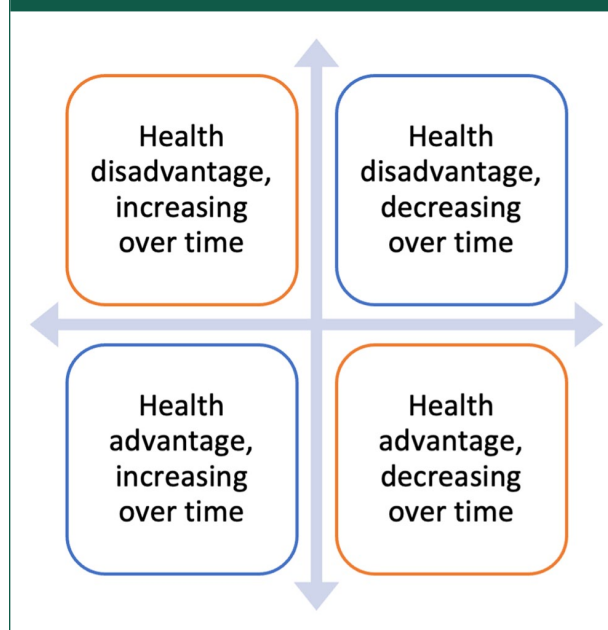 Health
disadvantage,
increasing
over time
Health
disadvantage,
decreasing
over time
Health
advantage,
increasing
over time
Health
advantage,
decreasing
over time